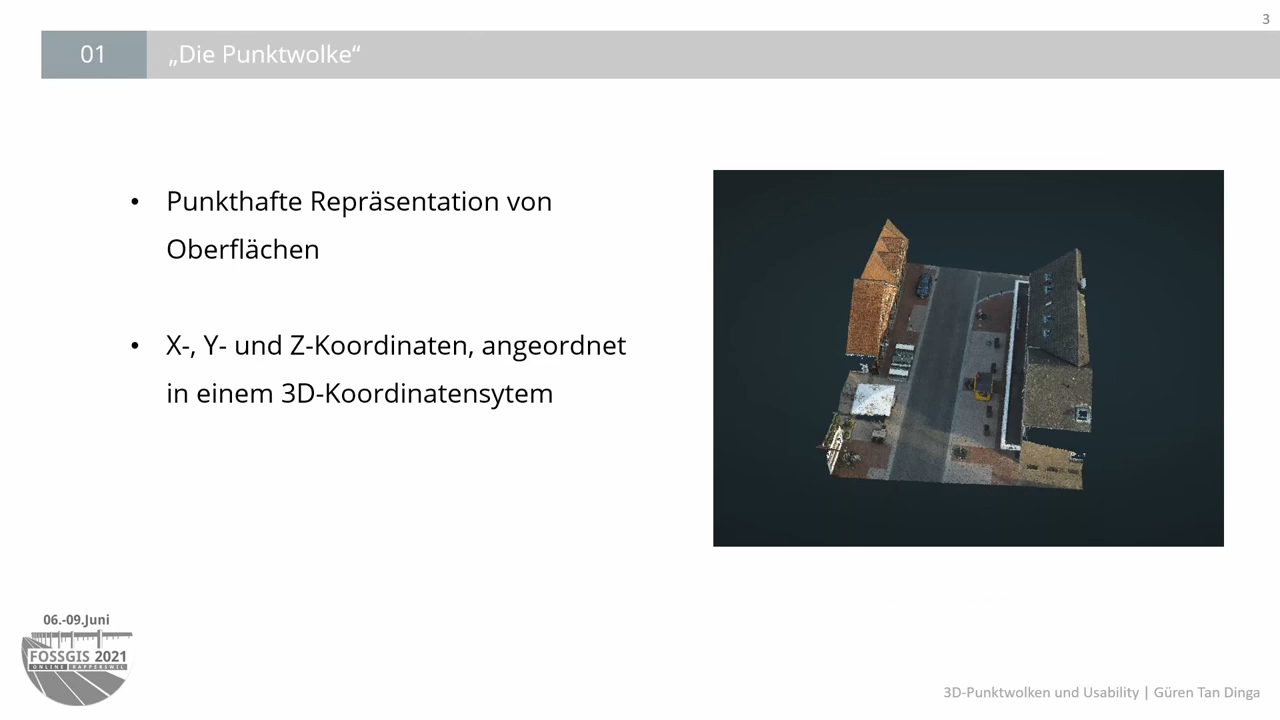 3
01
„Die Punktwolke“
• Punkthafte Repräsentation von
Oberflächen
• X-, Y- und Z-Koordinaten, angeordnet
in einem 3D-Koordinatensytem
06.-09.Juni
FOSSGIS 2021
ONLINE RAPPERSWIL
3D-Punktwolken und Usability | Güren Tan Dinga